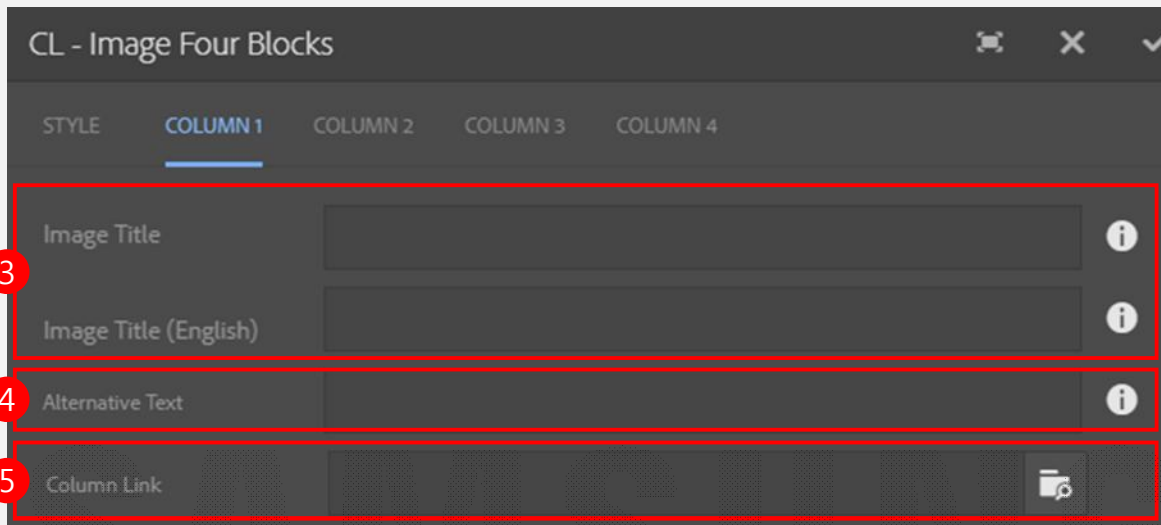 CL - Image Four Blocks
STYLE COLUMN 1 COLUMN 2 COLUMN 3 COLUMN 4
3
Image Title
Image Title (English)
4
Alternative Text
5
Column Link